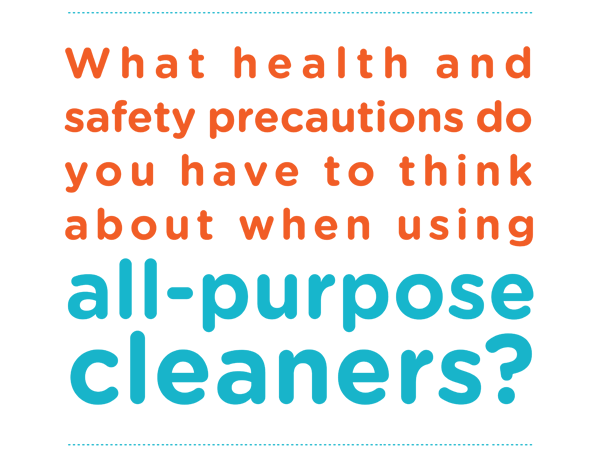 What health and
safety precautions do
you have to think
about when using
all-purpose
cleaners?